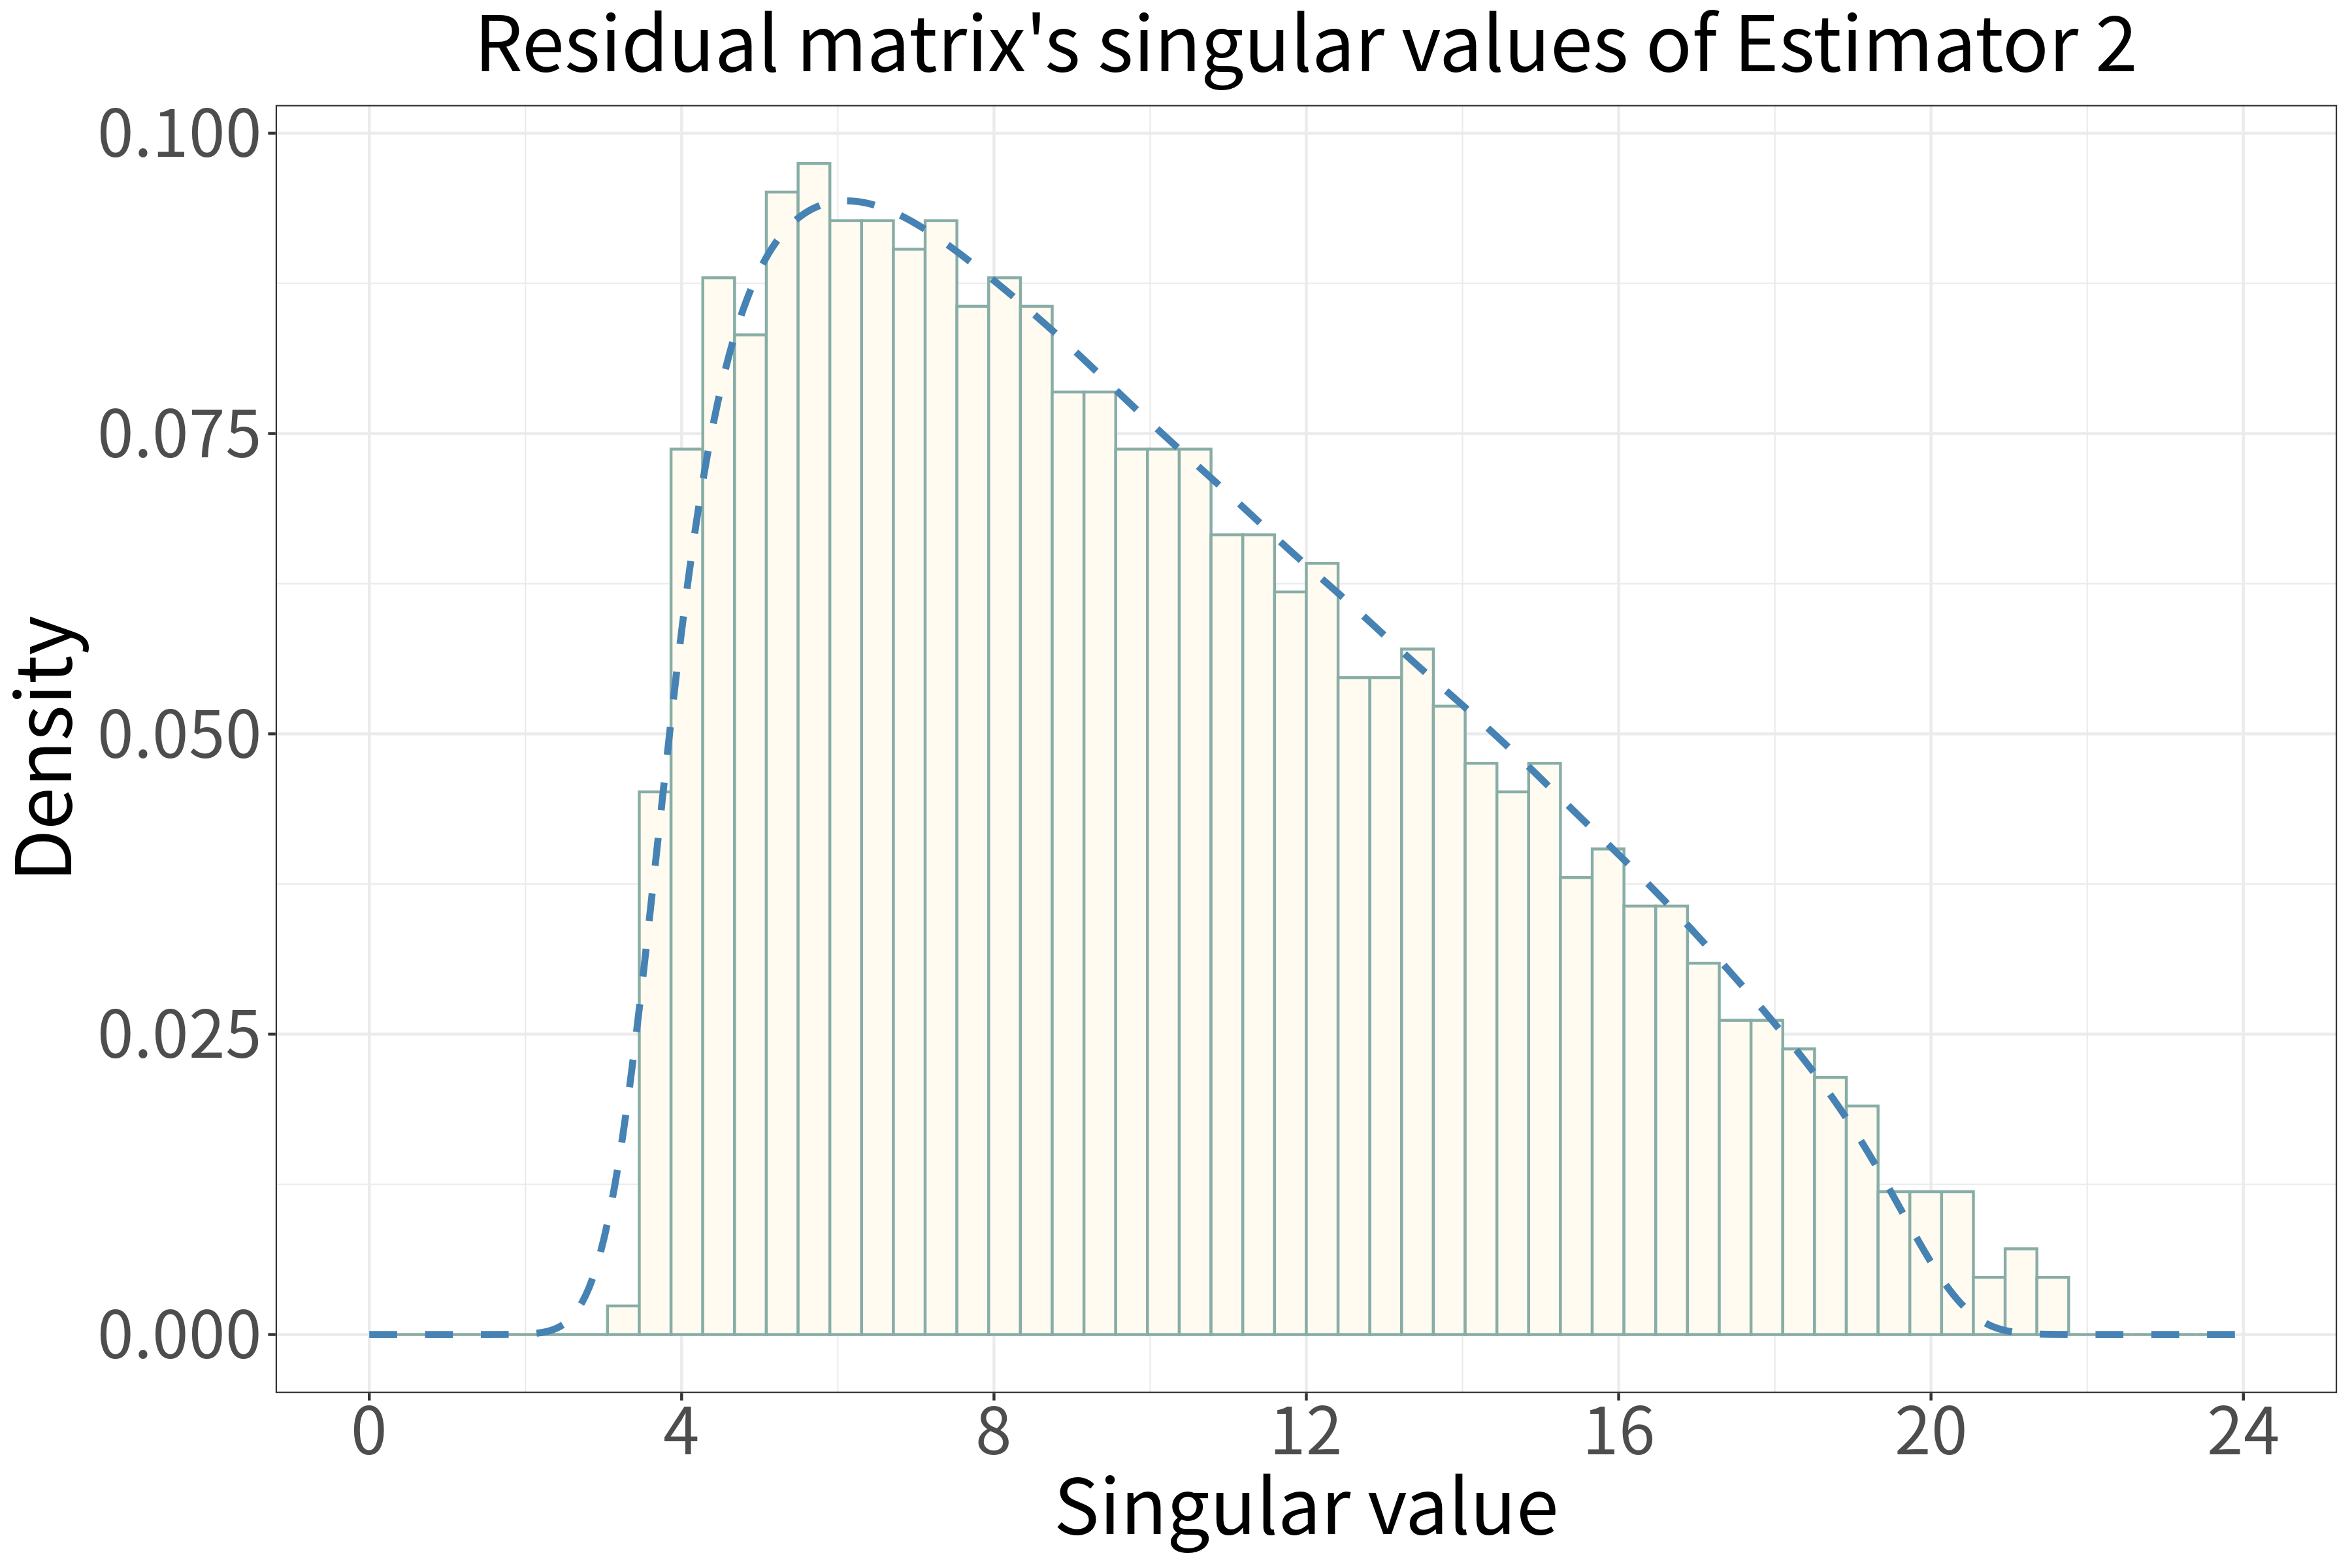 Residual matrix's singular values of Estimator 2
0.100
0.075
0.050
0.025
0.000
Density
0 4 8 12 16 20 24
Singular value